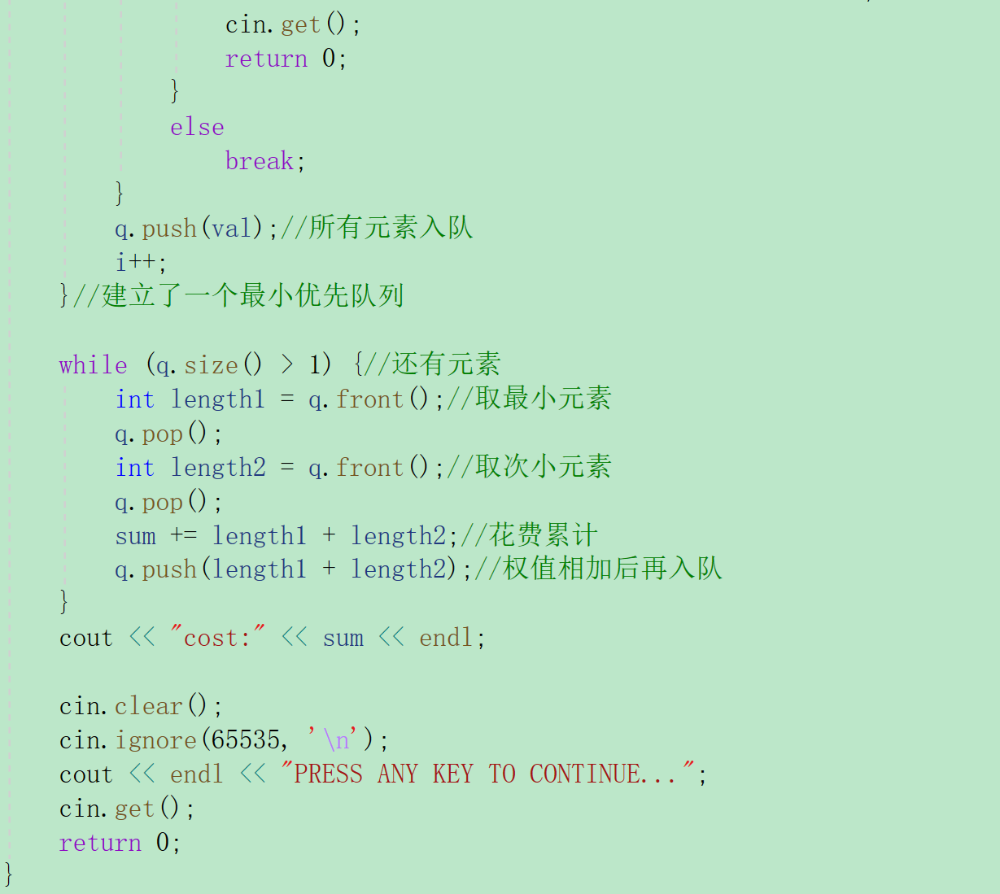 cin.get();
return 0;
}
else
break;
}
q.push(val);//所有元素入队
i++;
}//建立了一个最小优先队列
while (q.size() > 1) {//还有元素
int length1 = q.front();//取最小元素
q.pop();
int length2 = q.front();//取次小元素
q.pop();
sum += length1 + length2;//花费累计
q.push(length1 + length2);//权值相加后再入队
}
cout << "cost:" << sum << endl;
cin.clear();
cin.ignore(65535, '\n');
cout << endl << "PRESS ANY KEY TO CONTINUE...";
cin.get();
return 0;
}